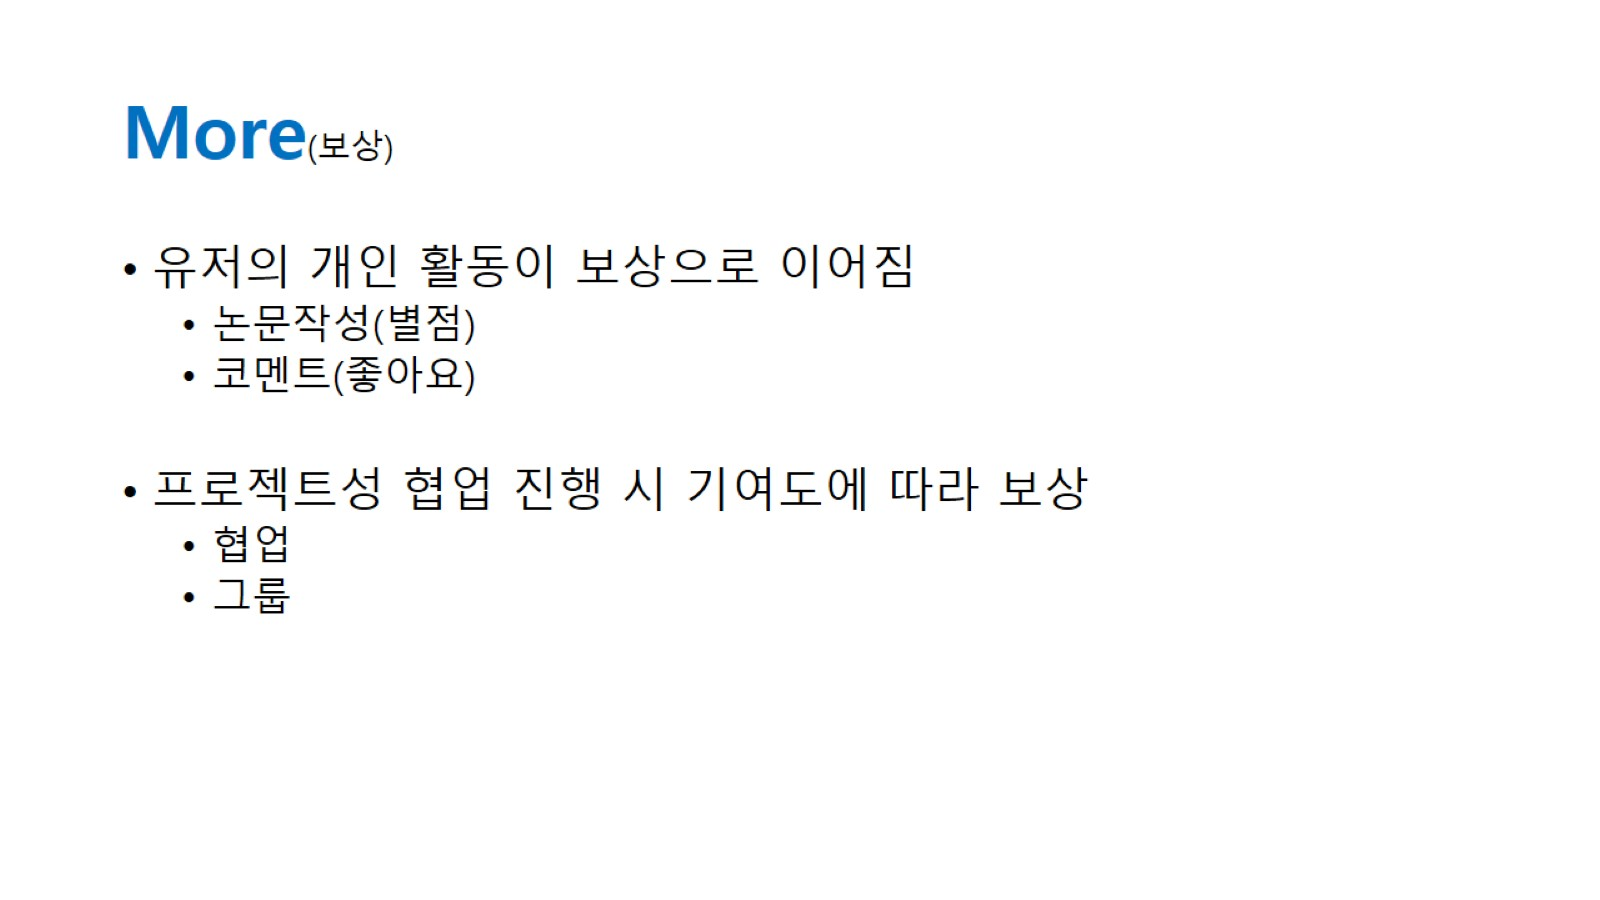 More(보상)
• 유저의 개인 활동이 보상으로 이어짐
• 논문작성(별점)
• 코멘트(좋아요)
• 프로젝트성 협업 진행 시 기여도에 따라 보상
• 협업
• 그룹